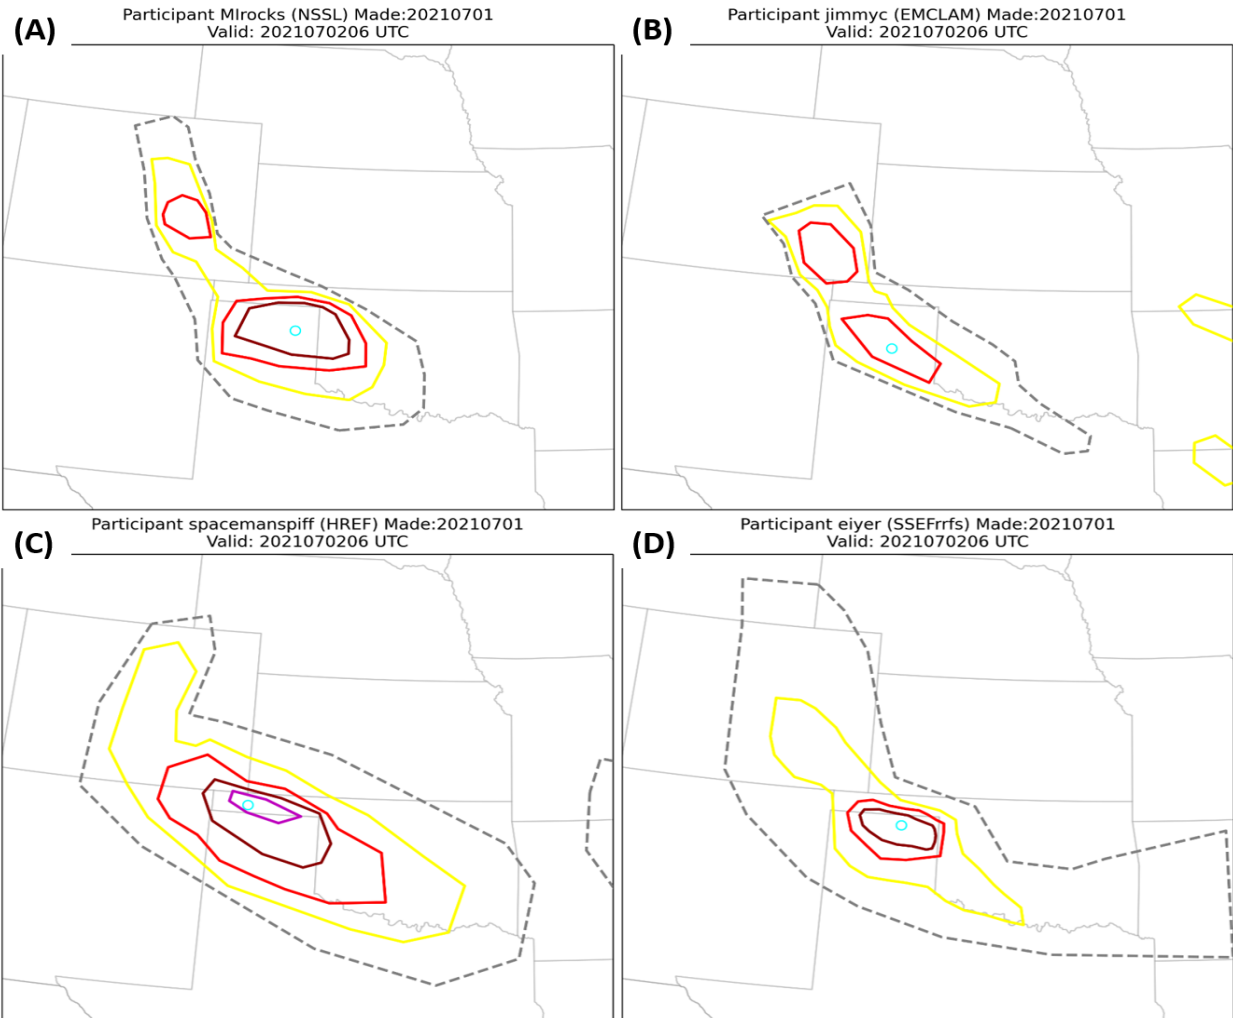 (A)
Participant MIrocks (NSSL) Made:20210701
Valid: 2021070206 UTC
(B)
Participant jimmyc (EMCLAM) Made:20210701
Valid: 2021070206 UTC
(C)
Participant spacemanspiff (HREF) Made:20210701
Valid: 2021070206 UTC
(D)
Participant eiyer (SSEFrrfs) Made:20210701
Valid: 2021070206 UTC